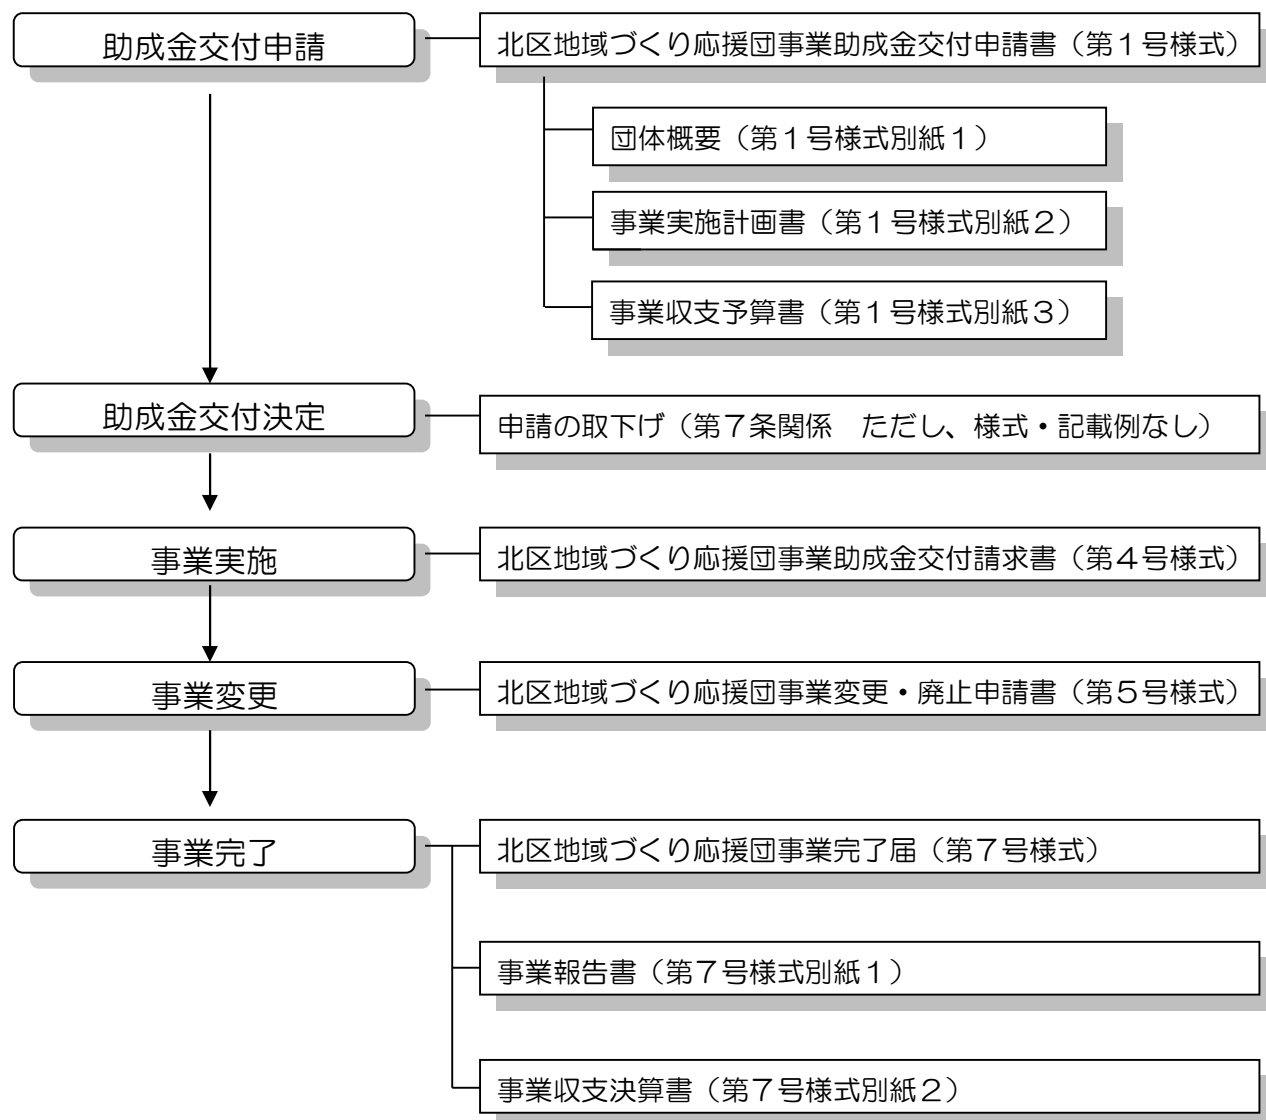 助成金交付申請
北区地域づくり応援団事業助成金交付申請書（第１号様式）
団体概要（第１号様式別紙１）
事業実施計画書（第１号様式別紙２）
事業収支予算書（第１号様式別紙３）
助成金交付決定
申請の取下げ（第７条関係　ただし、様式・記載例なし）
事業実施
北区地域づくり応援団事業助成金交付請求書（第４号様式）
事業変更
北区地域づくり応援団事業変更・廃止申請書（第５号様式）
事業完了
北区地域づくり応援団事業完了届（第７号様式）
事業報告書（第７号様式別紙１）
事業収支決算書（第７号様式別紙２）